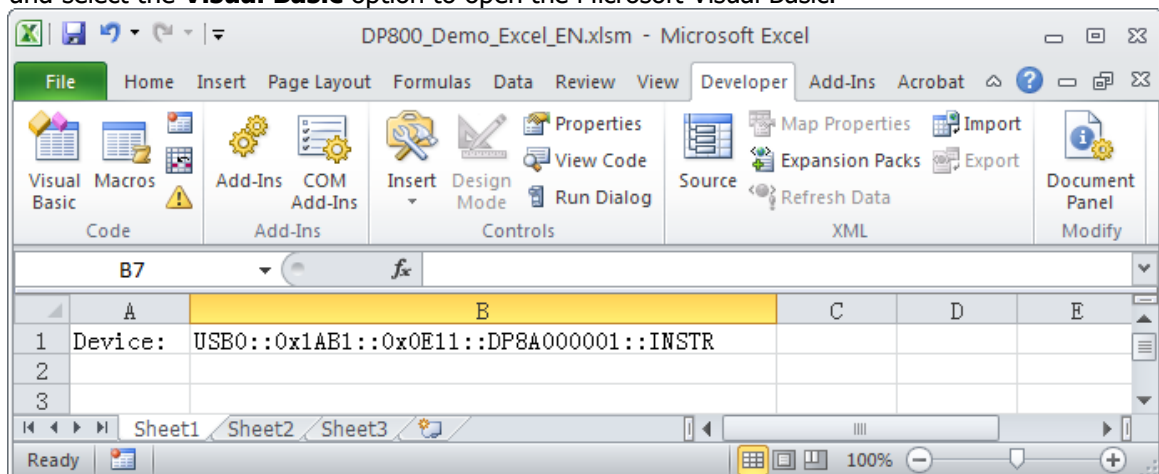 and select the Visual Basic option to open the Microsoft Visual Basic.
DP800_Demo_Excel_EN.xlsm - Microsoft Excel
File Home Insert Page Layout Formulas Data Review View Developer Add-Ins Acrobat
Visual Basic Macros Add-Ins COM Add-Ins Insert Design Mode Properties View Code Run Dialog Source Map Properties Expansion Packs Refresh Data Import Export Document Panel
Code Add-Ins Controls XML Modify
B7 fx
A B C D E
1 Device: USB0::0x1AB1::0x0E11::DP8A000001::INSTR
2
3
Sheet1 Sheet2 Sheet3
Ready 100%